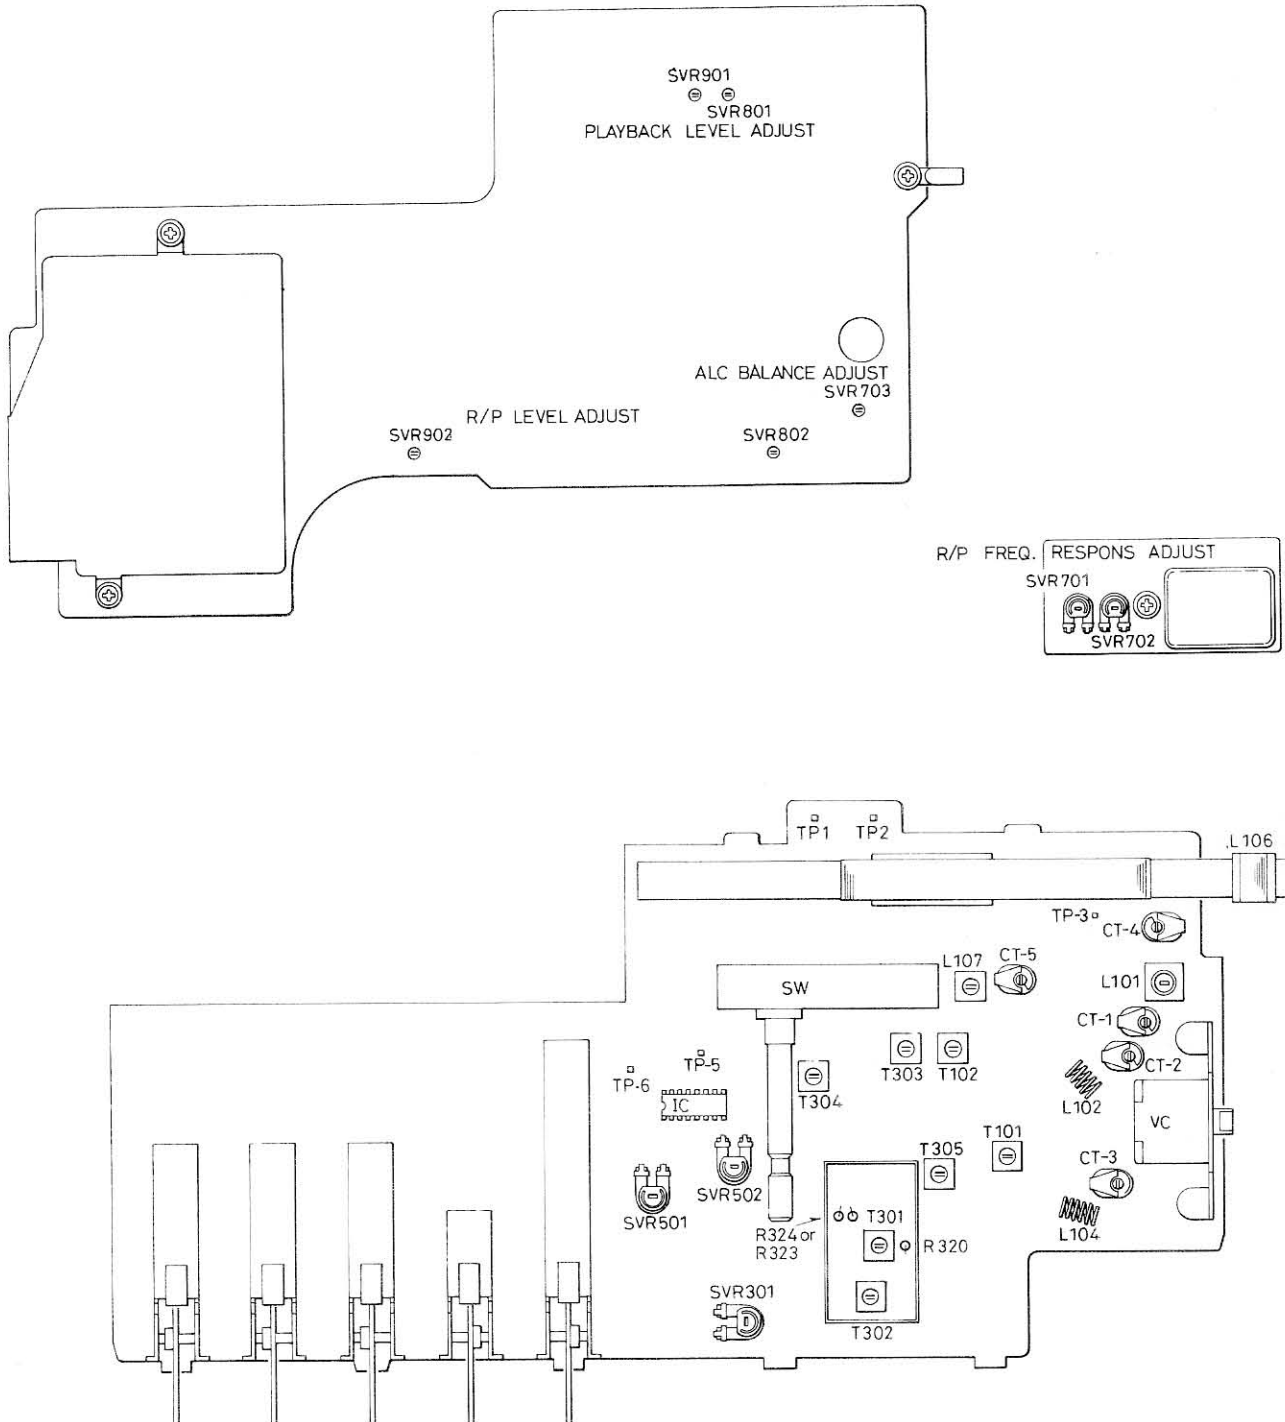 SVR901
SVR801
PLAYBACK LEVEL ADJUST
ALC BALANCE ADJUST
SVR703
R/P LEVEL ADJUST
SVR902
SVR802
R/P FREQ. RESPONS ADJUST
SVR701
SVR702
TP1
TP2
L106
TP-3
CT-4
L107
CT-5
L101
SW
CT-1
T303
T102
CT-2
TP-5
TP-6
T304
L102
IC
VC
T101
T305
CT-3
SVR502
SVR501
T301
L104
R324 or
R323
R320
SVR301
T302